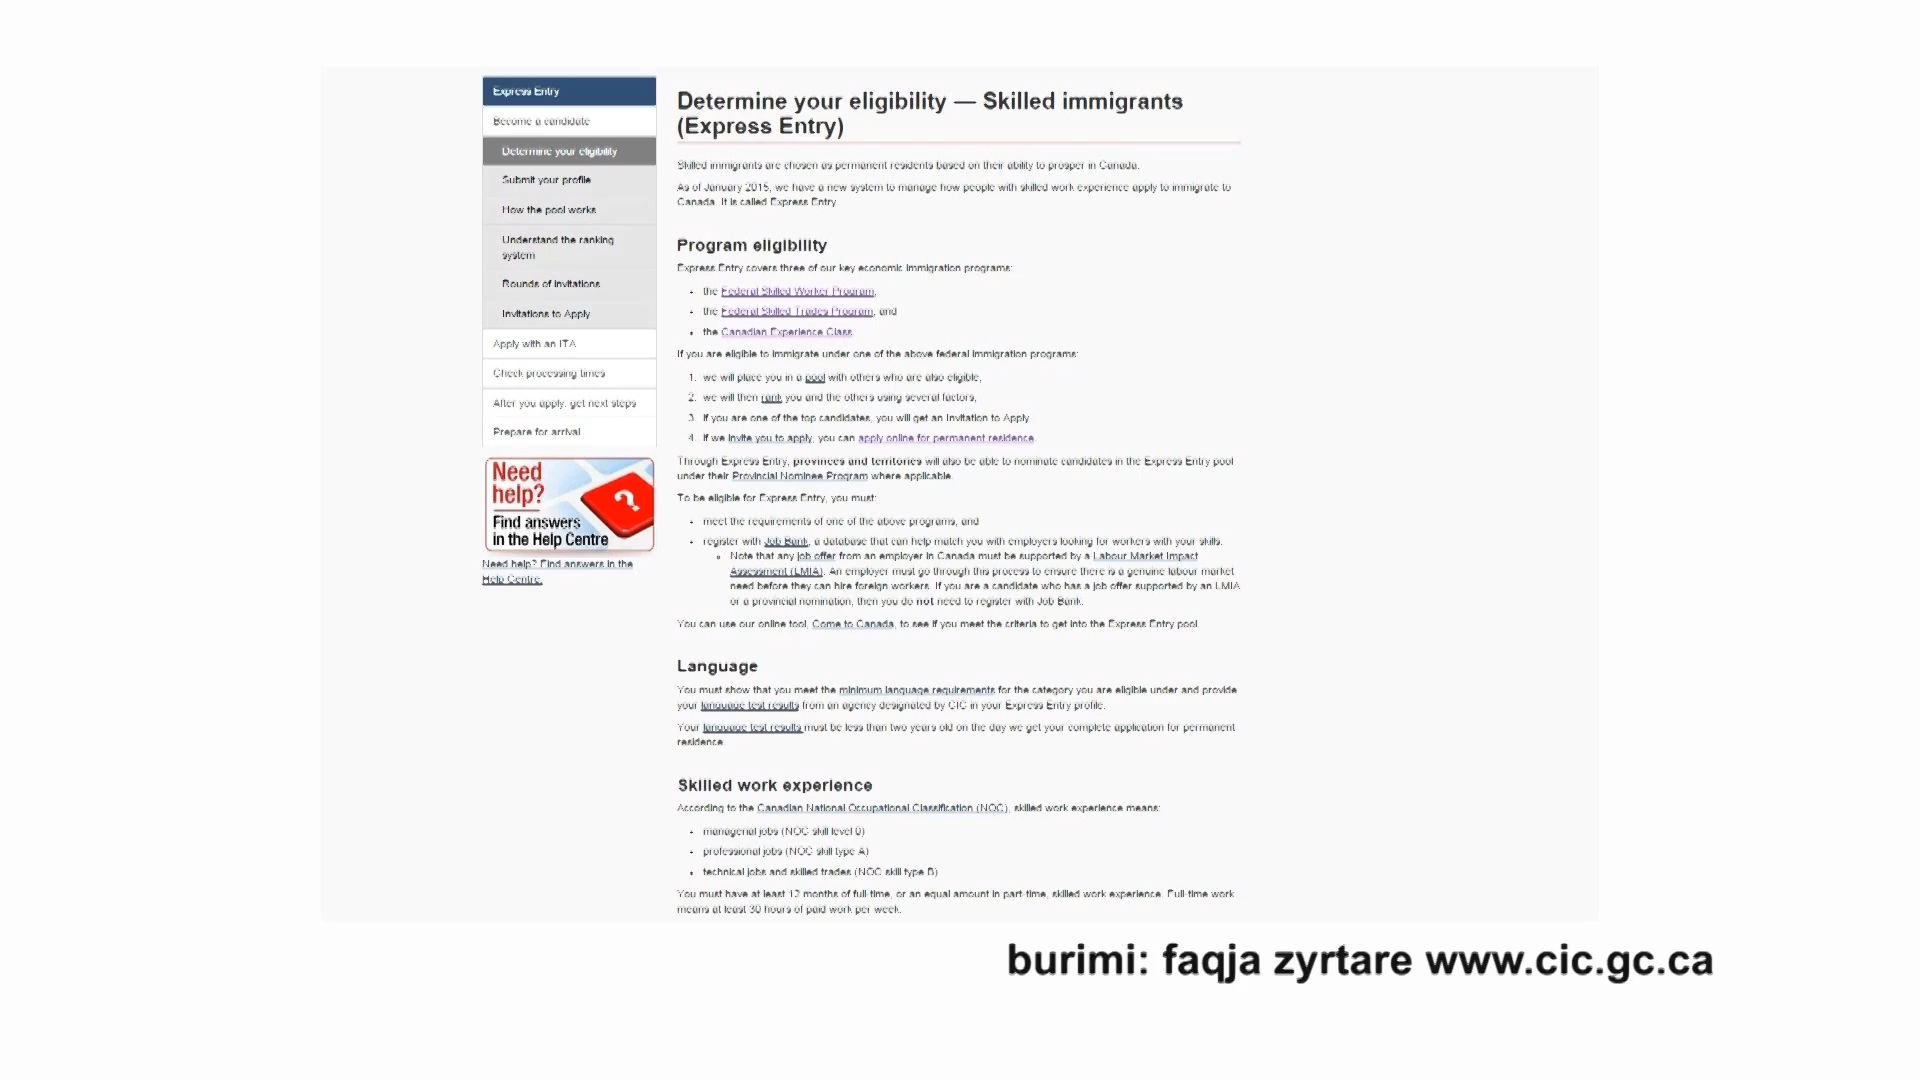 Express Entry
Become a candidate
Determine your eligibility
Submit your profile
How the pool works
Understand the ranking
system
Rounds of invitations
Invitations to Apply
Apply with an ITA
Check processing times
After you apply: get next steps
Prepare for arrival
Need
help?
Find answers
in the Help Centre
Need help? Find answers in the
Help Centre.
Determine your eligibility — Skilled immigrants
(Express Entry)
Skilled immigrants are chosen as permanent residents based on their ability to prosper in Canada.
As of January 2015, we have a new system to manage how people with skilled work experience apply to immigrate to
Canada. It is called Express Entry.
Program eligibility
Express Entry covers three of our key economic immigration programs:
• the Federal Skilled Worker Program,
• the Federal Skilled Trades Program, and
• the Canadian Experience Class.
If you are eligible to immigrate under one of the above federal immigration programs:
1. we will place you in a pool with others who are also eligible,
2. we will then rank you and the others using several factors,
3. If you are one of the top candidates, you will get an Invitation to Apply
4. If we invite you to apply, you can apply online for permanent residence.
Through Express Entry, provinces and territories will also be able to nominate candidates in the Express Entry pool
under their Provincial Nominee Program where applicable.
To be eligible for Express Entry, you must:
• meet the requirements of one of the above programs, and
• register with Job Bank, a database that can help match you with employers looking for workers with your skills.
Note that any job offer from an employer in Canada must be supported by a Labour Market Impact
Assessment (LMIA). An employer must go through this process to ensure there is a genuine labour market
need before they can hire foreign workers. If you are a candidate who has a job offer supported by an LMIA
or a provincial nomination, then you do not need to register with Job Bank.
You can use our online tool, Come to Canada, to see if you meet the criteria to get into the Express Entry pool.
Language
You must show that you meet the minimum language requirements for the category you are eligible under and provide
your language test results from an agency designated by CIC in your Express Entry profile.
Your language test results must be less than two years old on the day we get your complete application for permanent
residence.
Skilled work experience
According to the Canadian National Occupational Classification (NOC), skilled work experience means:
• managerial jobs (NOC skill level 0)
• professional jobs (NOC skill type A)
• technical jobs and skilled trades (NOC skill type B)
You must have at least 12 months of full-time, or an equal amount in part-time, skilled work experience. Full-time work
means at least 30 hours of paid work per week.
burimi: faqja zyrtare www.cic.gc.ca